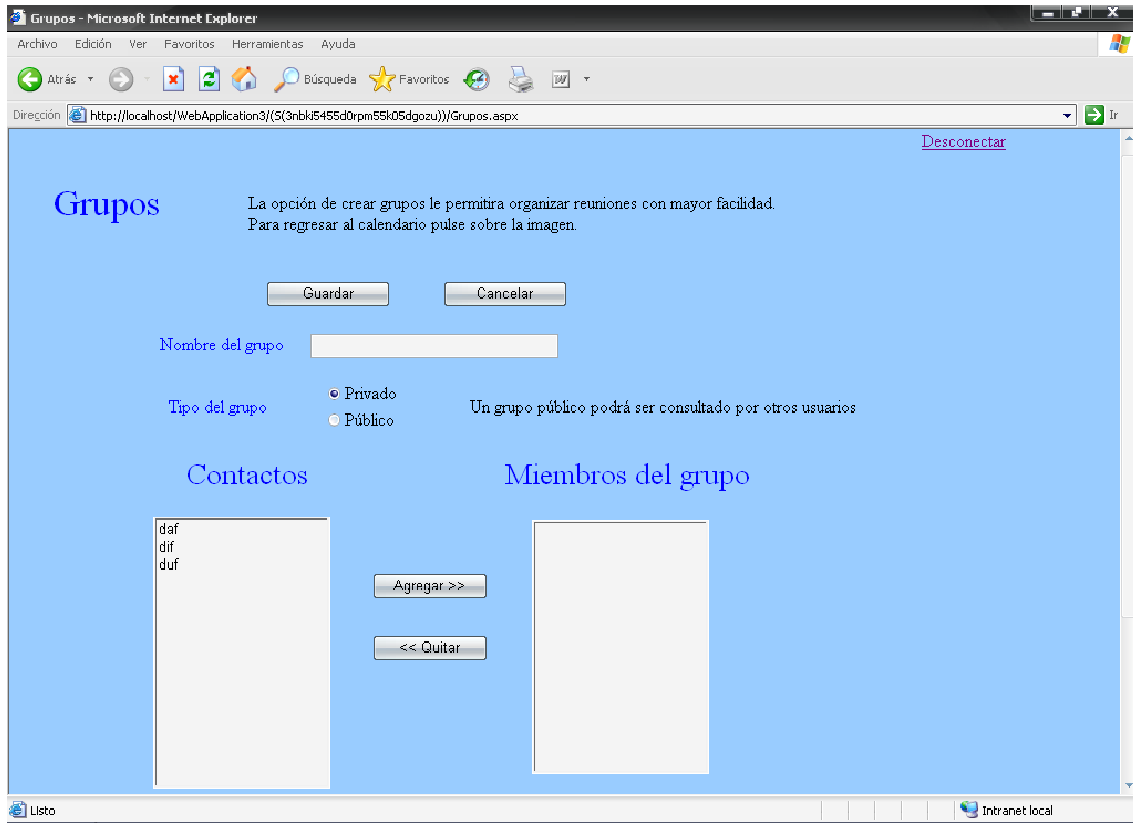 Grupos - Microsoft Internet Explorer
Archivo Edición Ver Favoritos Herramientas Ayuda
Atrás Búsqueda Favoritos
Dirección http://localhost/WebApplication3/(S(3nbkj5455d0rpm55k05dgozu))/Grupos.aspx Ir
Desconectar
Grupos
La opción de crear grupos le permitira organizar reuniones con mayor facilidad.
Para regresar al calendario pulse sobre la imagen.
Guardar Cancelar
Nombre del grupo
Privado
Tipo del grupo Un grupo público podrá ser consultado por otros usuarios
Público
Contactos Miembros del grupo
daf
dif
duf
Agregar >>
<< Quitar
Listo Intranet local